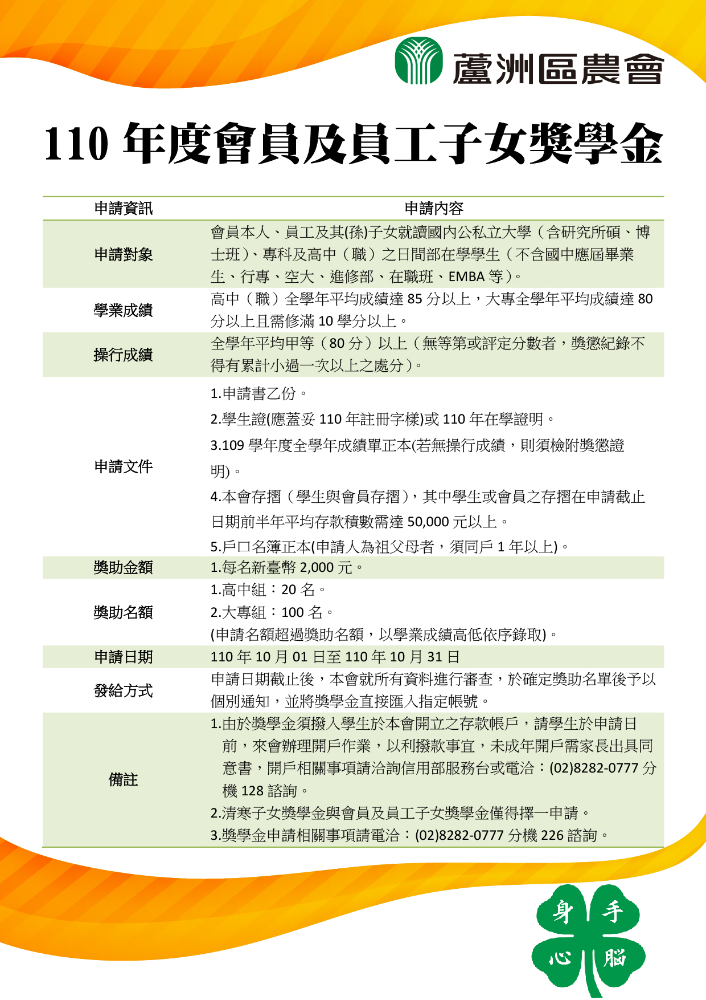 蘆洲區農會
110 年度會員及員工子女獎學金
申請資訊 申請內容
申請對象
會員本人、員工及其(孫)子女就讀國內公私立大學（含研究所碩、博
士班）、專科及高中（職）之日間部在學學生（不含國中應屆畢業
生、行專、空大、進修部、在職班、EMBA 等）。
學業成績
高中（職）全學年平均成績達 85 分以上，大專全學年平均成績達 80
分以上且需修滿 10 學分以上。
操行成績
全學年平均甲等（80 分）以上（無等第或評定分數者，獎懲紀錄不
得有累計小過一次以上之處分）。
申請文件
1.申請書乙份。
2.學生證(應蓋妥 110 年註冊字樣)或 110 年在學證明。
3.109 學年度全學年成績單正本(若無操行成績，則須檢附獎懲證
明)。
4.本會存摺（學生與會員存摺），其中學生或會員之存摺在申請截止
日期前半年平均存款積數需達 50,000 元以上。
5.戶口名簿正本(申請人為祖父母者，須同戶 1 年以上)。
獎助金額
1.每名新臺幣 2,000 元。
獎助名額
1.高中組：20 名。
2.大專組：100 名。
(申請名額超過獎助名額，以學業成績高低依序錄取)。
申請日期
110 年 10 月 01 日至 110 年 10 月 31 日
發給方式
申請日期截止後，本會就所有資料進行審查，於確定獎助名單後予以
個別通知，並將獎學金直接匯入指定帳號。
備註
1.由於獎學金須撥入學生於本會開立之存款帳戶，請學生於申請日
前，來會辦理開戶作業，以利撥款事宜，未成年開戶需家長出具同
意書，開戶相關事項請洽詢信用部服務台或電洽：(02)8282-0777 分
機 128 諮詢。
2.清寒子女獎學金與會員及員工子女獎學金僅得擇一申請。
3.獎學金申請相關事項請電洽：(02)8282-0777 分機 226 諮詢。
身 手
心 脳